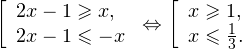 [ 2x − 1 ⩾ x, 2x − 1 ⩽ −x ⇔ [ x ⩾ 1, x ⩽ 1/3.